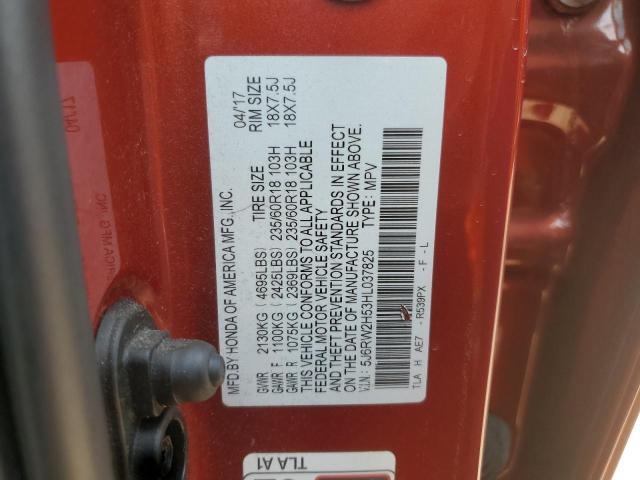 MFD.BY HONDA OF AMERICA MFG., INC. 04/17
TIRE SIZE RIM SIZE
GVWR 2130KG (4695LBS)
GAWR F 1100KG (2425LBS) 235/60R18 103H 18X7.5J
GAWR R 1075KG (2369LBS) 235/60R18 103H 18X7.5J
THIS VEHICLE CONFORMS TO ALL APPLICABLE
FEDERAL MOTOR VEHICLE SAFETY
AND THEFT PREVENTION STANDARDS IN EFFECT
ON THE DATE OF MANUFACTURE SHOWN ABOVE.
V.I.N.: 5J6RW2H53HL037825 TYPE: MPV
TLA H AE7 - R539PX - F - L
TLA A1